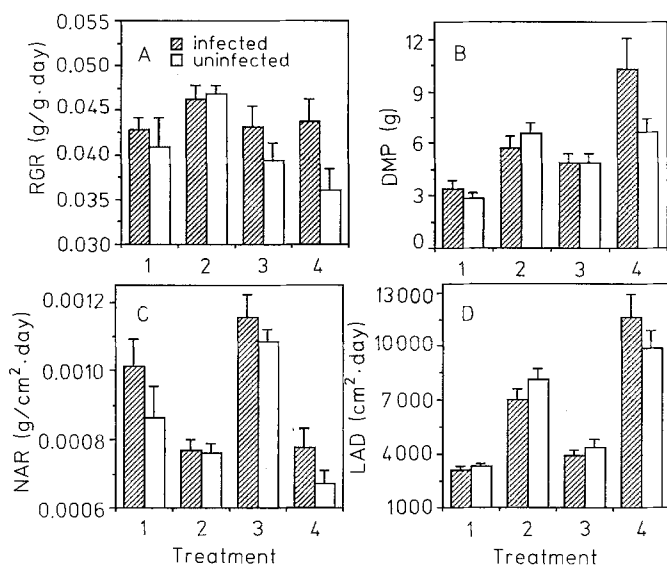 A
infected
uninfected
RGR (g/g·day)
0.055
0.050
0.045
0.040
0.035
0.030
1 2 3 4
B
DMP (g)
12
9
6
3
0
1 2 3 4
C
NAR (g/cm²·day)
0.0012
0.0010
0.0008
0.0006
1 2 3 4
Treatment
D
LAD (cm²·day)
13000
10000
7000
4000
1000
1 2 3 4
Treatment